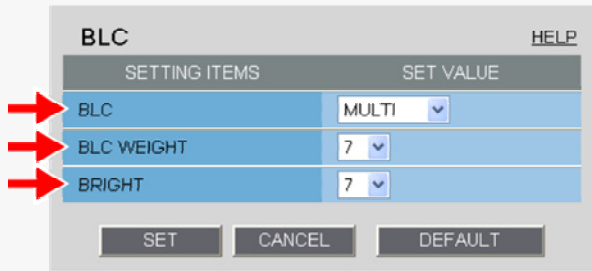 BLC HELP
SETTING ITEMS SET VALUE
BLC MULTI
BLC WEIGHT 7
BRIGHT 7
SET CANCEL DEFAULT